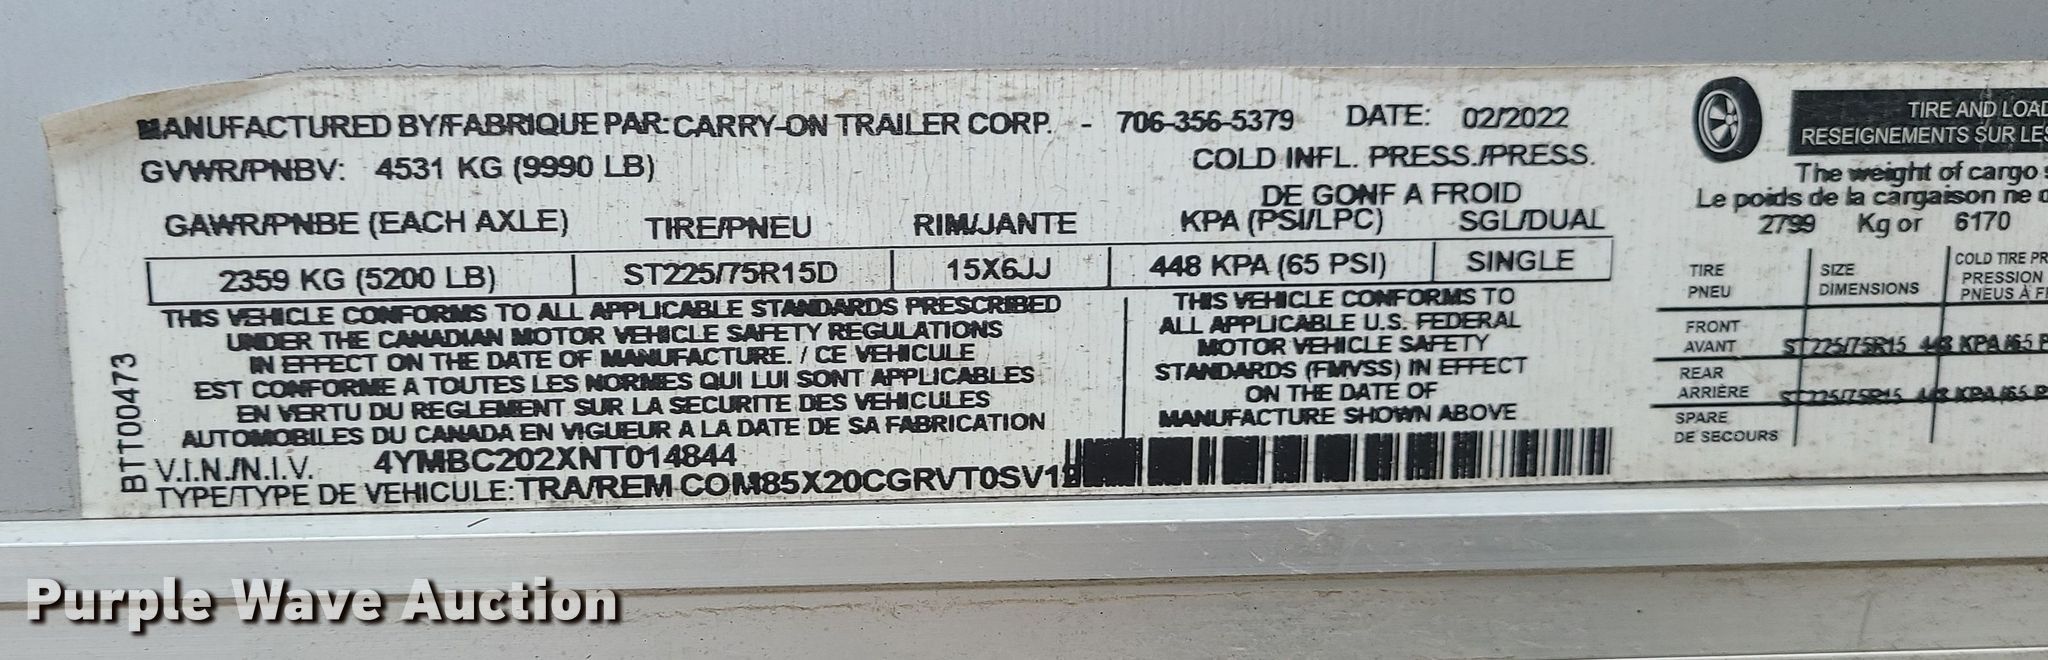 MANUFACTURED BY/FABRIQUE PAR: CARRY-ON TRAILER CORP. - 706-356-5379 DATE: 02/2022
GVWR/PNBV: 4531 KG (9990 LB)
COLD INFL. PRESS./PRESS.
DE GONF A FROID
GAWR/PNBE (EACH AXLE) TIRE/PNEU RIM/JANTE KPA (PSI/LPC) SGL/DUAL
2359 KG (5200 LB) ST225/75R15D 15X6JJ 448 KPA (65 PSI) SINGLE
THIS VEHICLE CONFORMS TO ALL APPLICABLE STANDARDS PRESCRIBED
UNDER THE CANADIAN MOTOR VEHICLE SAFETY REGULATIONS
IN EFFECT ON THE DATE OF MANUFACTURE. / CE VEHICULE
EST CONFORME A TOUTES LES NORMES QUI LUI SONT APPLICABLES
EN VERTU DU REGLEMENT SUR LA SECURITE DES VEHICULES
AUTOMOBILES DU CANADA EN VIGUEUR A LA DATE DE SA FABRICATION
THIS VEHICLE CONFORMS TO
ALL APPLICABLE U.S. FEDERAL
MOTOR VEHICLE SAFETY
STANDARDS (FMVSS) IN EFFECT
ON THE DATE OF
MANUFACTURE SHOWN ABOVE
V.I.N./N.I.V. 4YMBC202XNT014844
TYPE/TYPE DE VEHICULE: TRA/REM COM85X20CGRVT0SV1
BTT00473
TIRE AND LOAD
RESEIGNEMENTS SUR LES
The weight of cargo
Le poids de la cargaison ne
2799 Kg or 6170
TIRE
PNEU
SIZE
DIMENSIONS
COLD TIRE PR
PRESSION
PNEUS À F
FRONT
AVANT ST225/75R15 448 KPA/65 P
REAR
ARRIÈRE ST225/75R15 448 KPA/65 P
SPARE
DE SECOURS
Purple Wave Auction